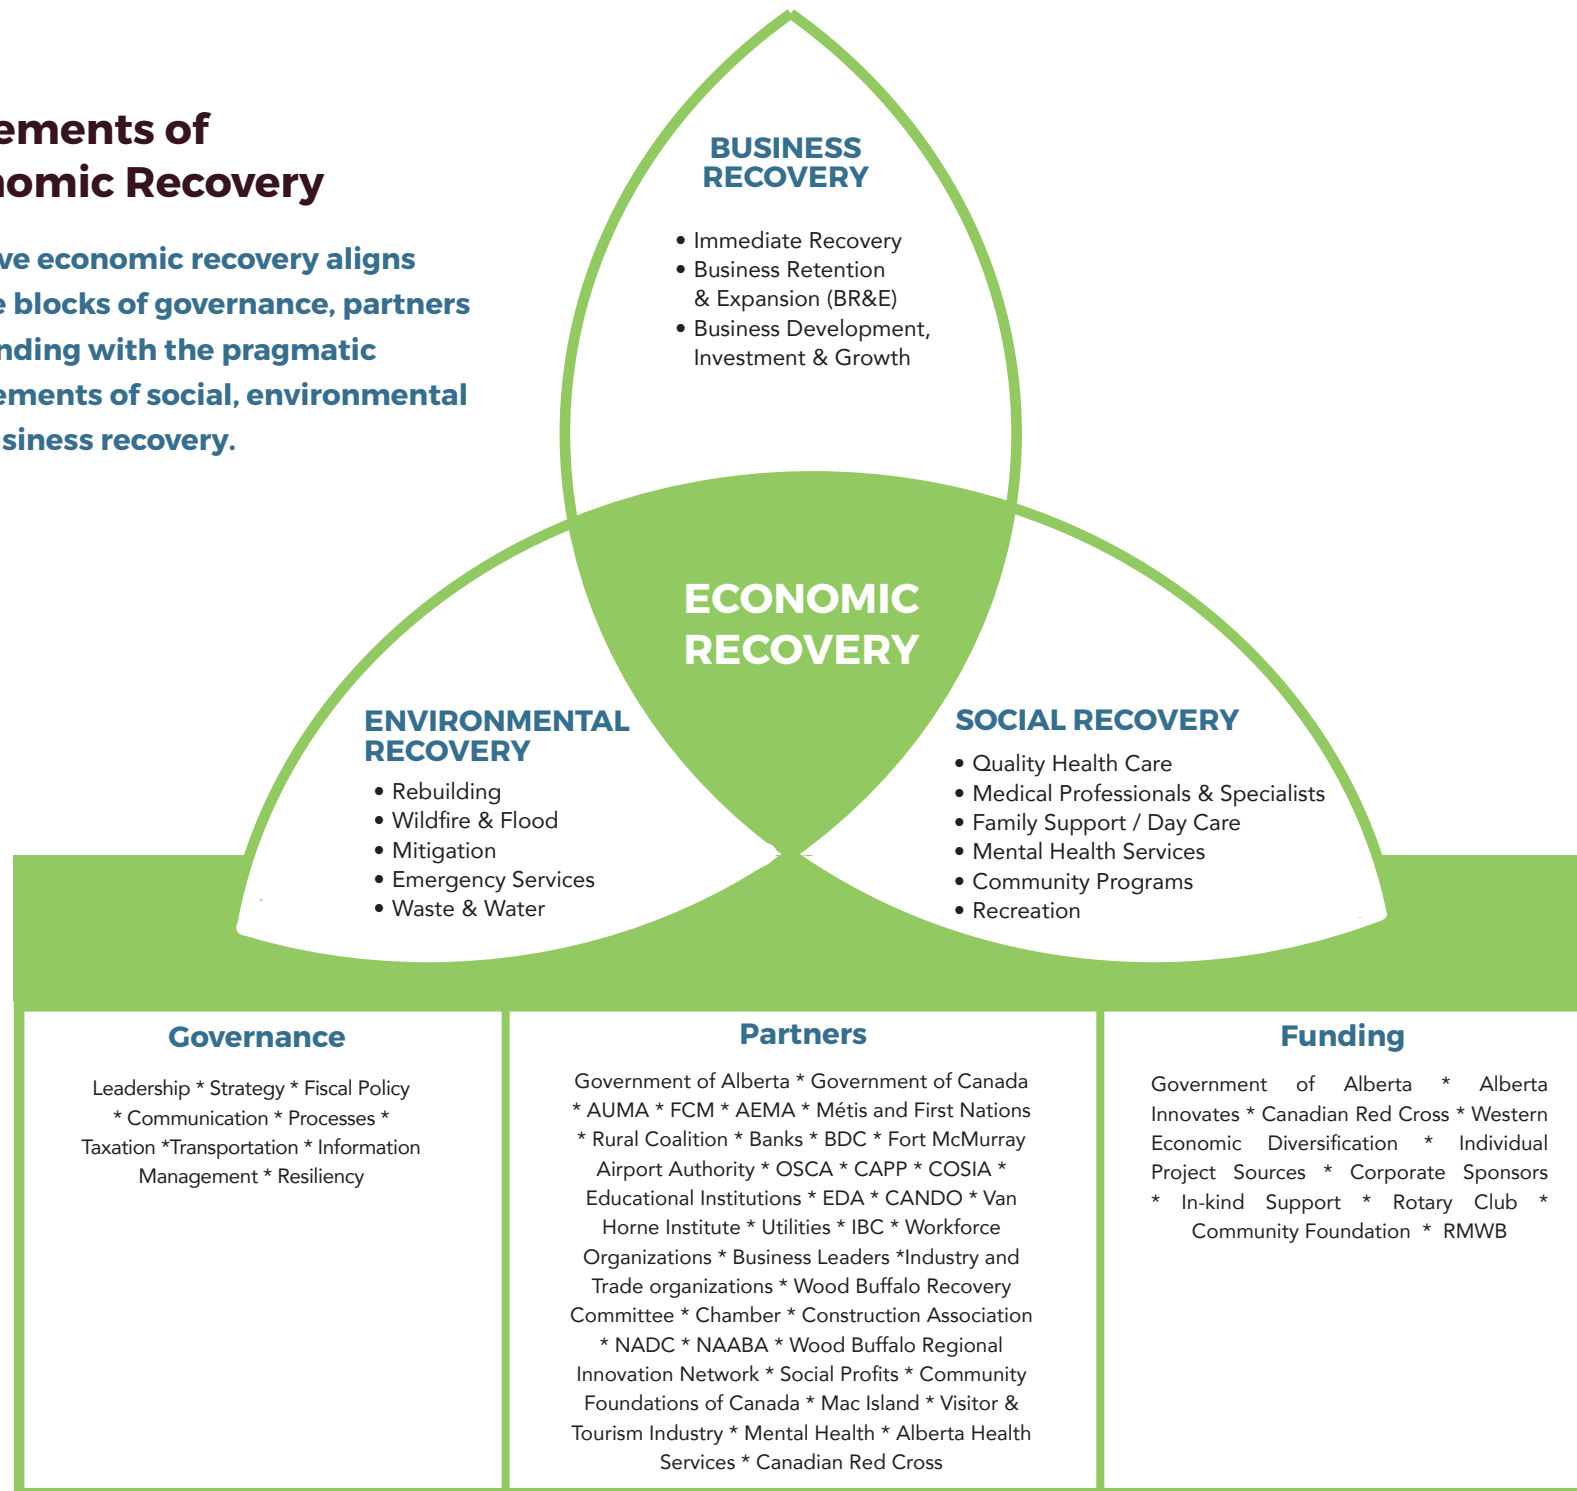 ements of
nomic Recovery
ve economic recovery aligns
e blocks of governance, partners
nding with the pragmatic
ements of social, environmental
siness recovery.
BUSINESS
RECOVERY
• Immediate Recovery
• Business Retention
& Expansion (BR&E)
• Business Development,
Investment & Growth
ECONOMIC
RECOVERY
ENVIRONMENTAL
RECOVERY
• Rebuilding
• Wildfire & Flood
• Mitigation
• Emergency Services
• Waste & Water
SOCIAL RECOVERY
• Quality Health Care
• Medical Professionals & Specialists
• Family Support / Day Care
• Mental Health Services
• Community Programs
• Recreation
Governance
Leadership * Strategy * Fiscal Policy
* Communication * Processes *
Taxation *Transportation * Information
Management * Resiliency
Partners
Government of Alberta * Government of Canada
* AUMA * FCM * AEMA * Métis and First Nations
* Rural Coalition * Banks * BDC * Fort McMurray
Airport Authority * OSCA * CAPP * COSIA *
Educational Institutions * EDA * CANDO * Van
Horne Institute * Utilities * IBC * Workforce
Organizations * Business Leaders *Industry and
Trade organizations * Wood Buffalo Recovery
Committee * Chamber * Construction Association
* NADC * NAABA * Wood Buffalo Regional
Innovation Network * Social Profits * Community
Foundations of Canada * Mac Island * Visitor &
Tourism Industry * Mental Health * Alberta Health
Services * Canadian Red Cross
Funding
Government of Alberta * Alberta
Innovates * Canadian Red Cross * Western
Economic Diversification * Individual
Project Sources * Corporate Sponsors
* In-kind Support * Rotary Club *
Community Foundation * RMWB